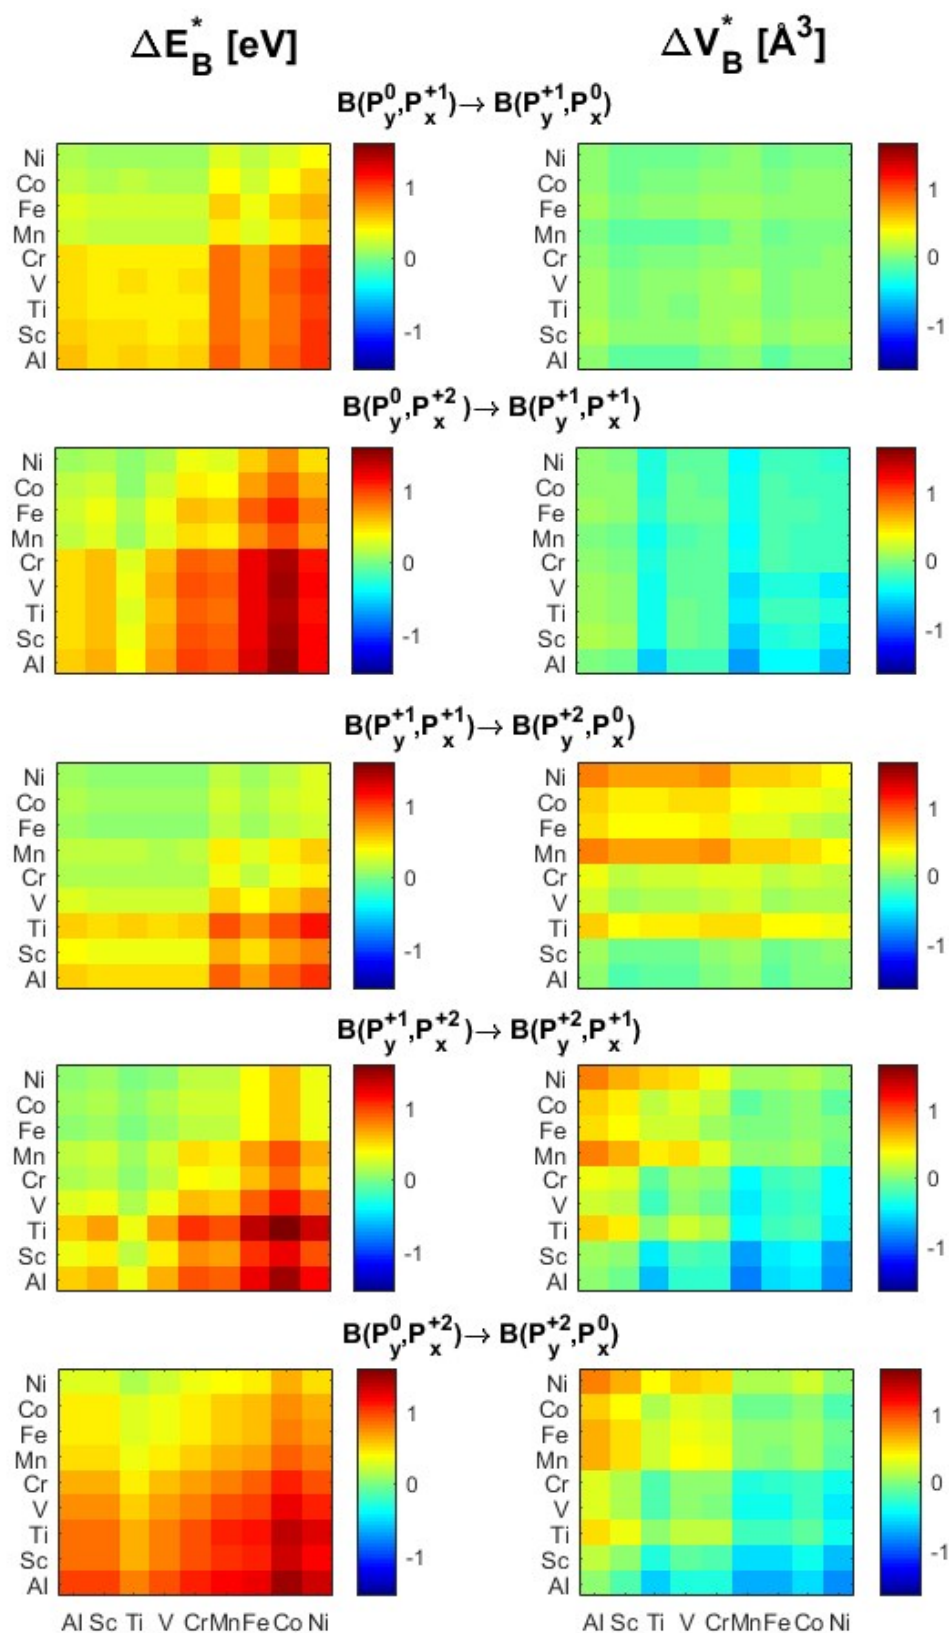 ΔE*B [eV] ΔV*B [Å3]
B(P0y,P+1x)→ B(P+1y,P0x)
Ni
Co
Fe
Mn
Cr
V
Ti
Sc
Al
1
0
-1
Ni
Co
Fe
Mn
Cr
V
Ti
Sc
Al
1
0
-1
B(P0y,P+2x)→ B(P+1y,P+1x)
Ni
Co
Fe
Mn
Cr
V
Ti
Sc
Al
1
0
-1
Ni
Co
Fe
Mn
Cr
V
Ti
Sc
Al
1
0
-1
B(P+1y,P+1x)→ B(P+2y,P0x)
Ni
Co
Fe
Mn
Cr
V
Ti
Sc
Al
1
0
-1
Ni
Co
Fe
Mn
Cr
V
Ti
Sc
Al
1
0
-1
B(P+1y,P+2x)→ B(P+2y,P+1x)
Ni
Co
Fe
Mn
Cr
V
Ti
Sc
Al
1
0
-1
Ni
Co
Fe
Mn
Cr
V
Ti
Sc
Al
1
0
-1
B(P0y,P+2x)→ B(P+2y,P0x)
Ni
Co
Fe
Mn
Cr
V
Ti
Sc
Al
1
0
-1
Ni
Co
Fe
Mn
Cr
V
Ti
Sc
Al
1
0
-1
Al Sc Ti V Cr Mn Fe Co Ni
Al Sc Ti V Cr Mn Fe Co Ni